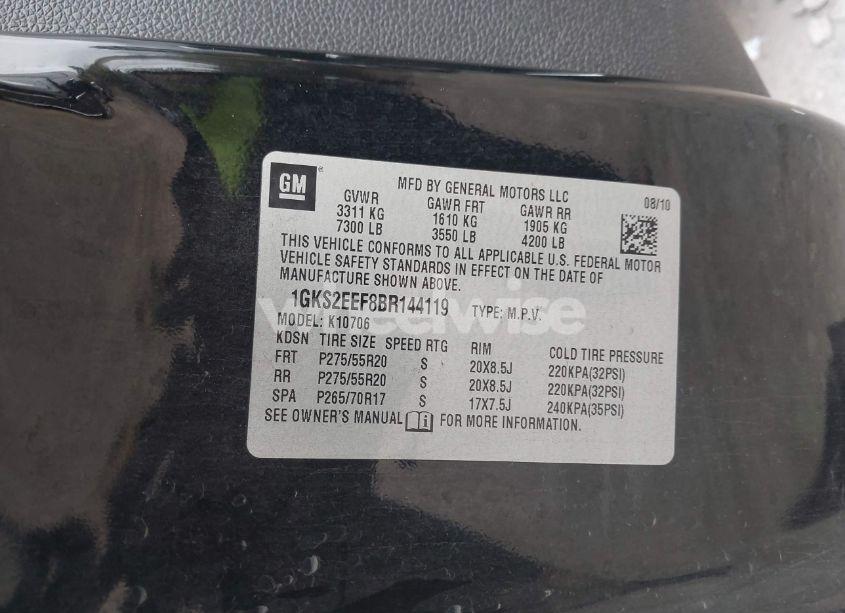 GM®
MFD BY GENERAL MOTORS LLC
08/10
GVWR GAWR FRT GAWR RR
3311 KG 1610 KG 1905 KG
7300 LB 3550 LB 4200 LB
THIS VEHICLE CONFORMS TO ALL APPLICABLE U.S. FEDERAL MOTOR
VEHICLE SAFETY STANDARDS IN EFFECT ON THE DATE OF
MANUFACTURE SHOWN ABOVE.
1GKS2EEF8BR144119 TYPE: M.P.V.
wheelwise
MODEL: K10706
KDSN TIRE SIZE SPEED RTG RIM COLD TIRE PRESSURE
FRT P275/55R20 S 20X8.5J 220KPA(32PSI)
RR P275/55R20 S 20X8.5J 220KPA(32PSI)
SPA P265/70R17 S 17X7.5J 240KPA(35PSI)
SEE OWNER'S MANUAL i FOR MORE INFORMATION.